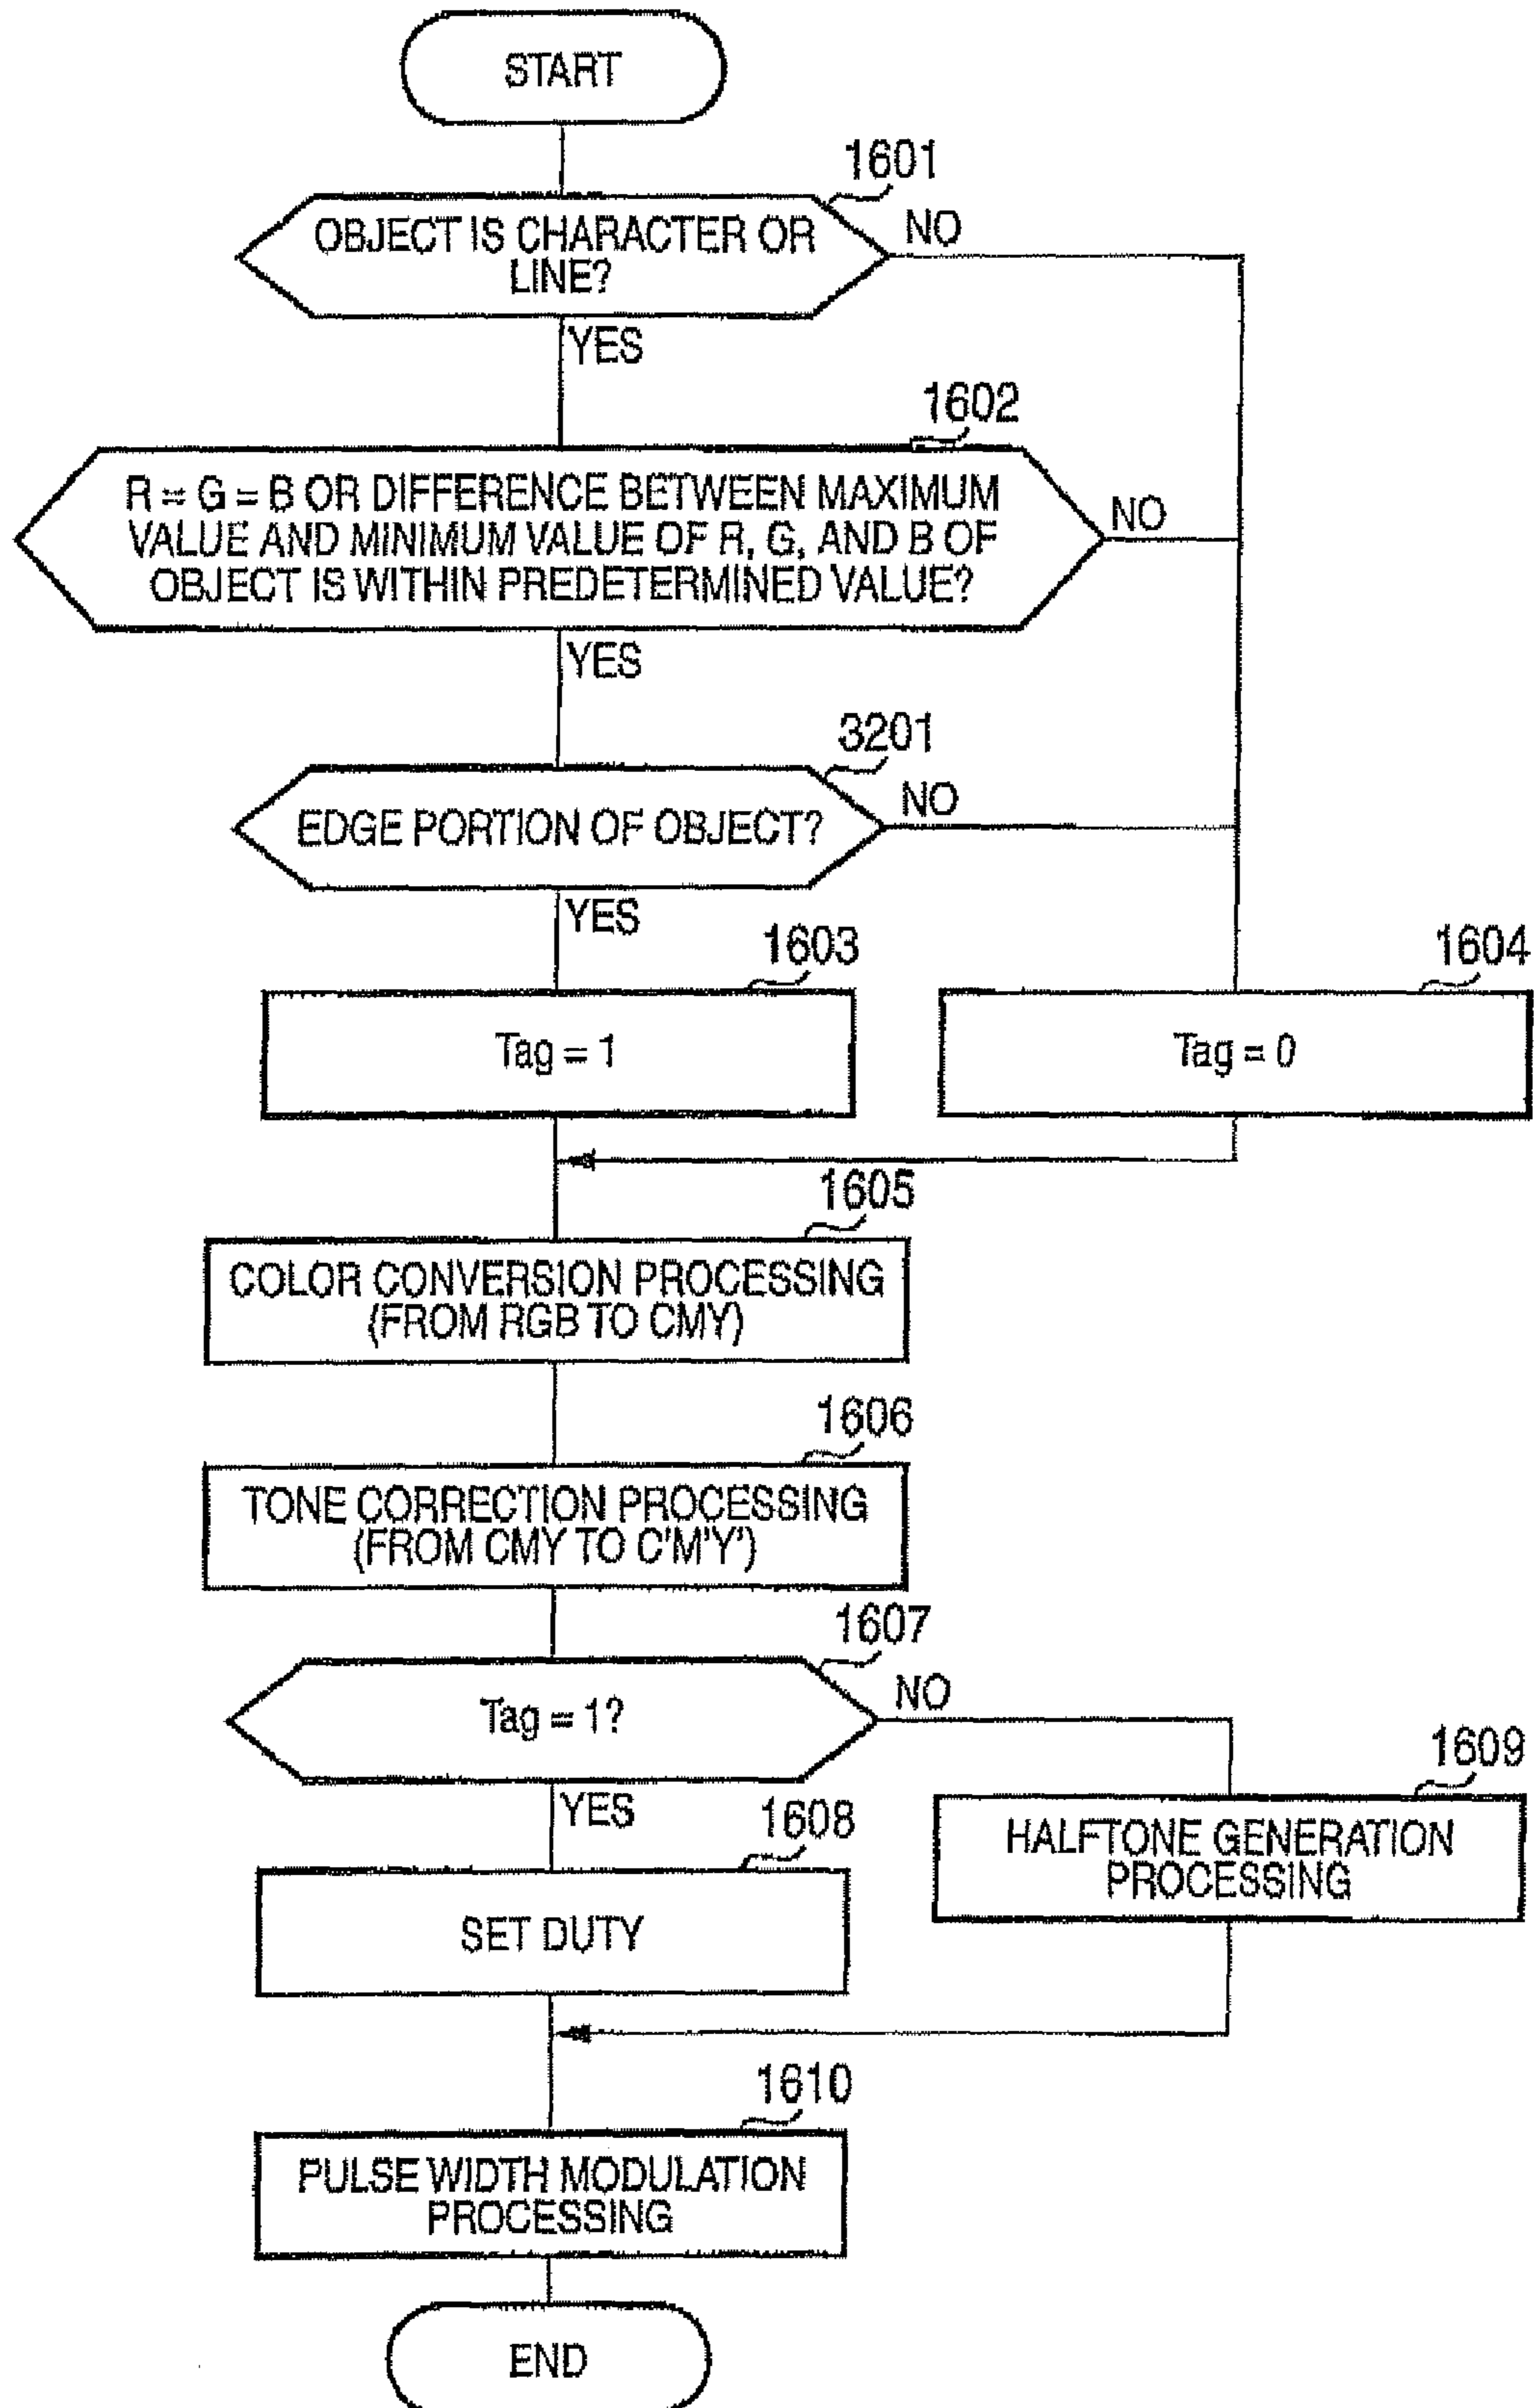 START
1601
OBJECT IS CHARACTER OR
LINE?
NO
YES
1602
R = G = B OR DIFFERENCE BETWEEN MAXIMUM
VALUE AND MINIMUM VALUE OF R, G, AND B OF
OBJECT IS WITHIN PREDETERMINED VALUE?
NO
YES
3201
EDGE PORTION OF OBJECT?
NO
YES
1603
Tag = 1
1604
Tag = 0
1605
COLOR CONVERSION PROCESSING
(FROM RGB TO CMY)
1606
TONE CORRECTION PROCESSING
(FROM CMY TO C'M'Y')
1607
Tag = 1?
NO
YES
1608
SET DUTY
1609
HALFTONE GENERATION
PROCESSING
1610
PULSE WIDTH MODULATION
PROCESSING
END